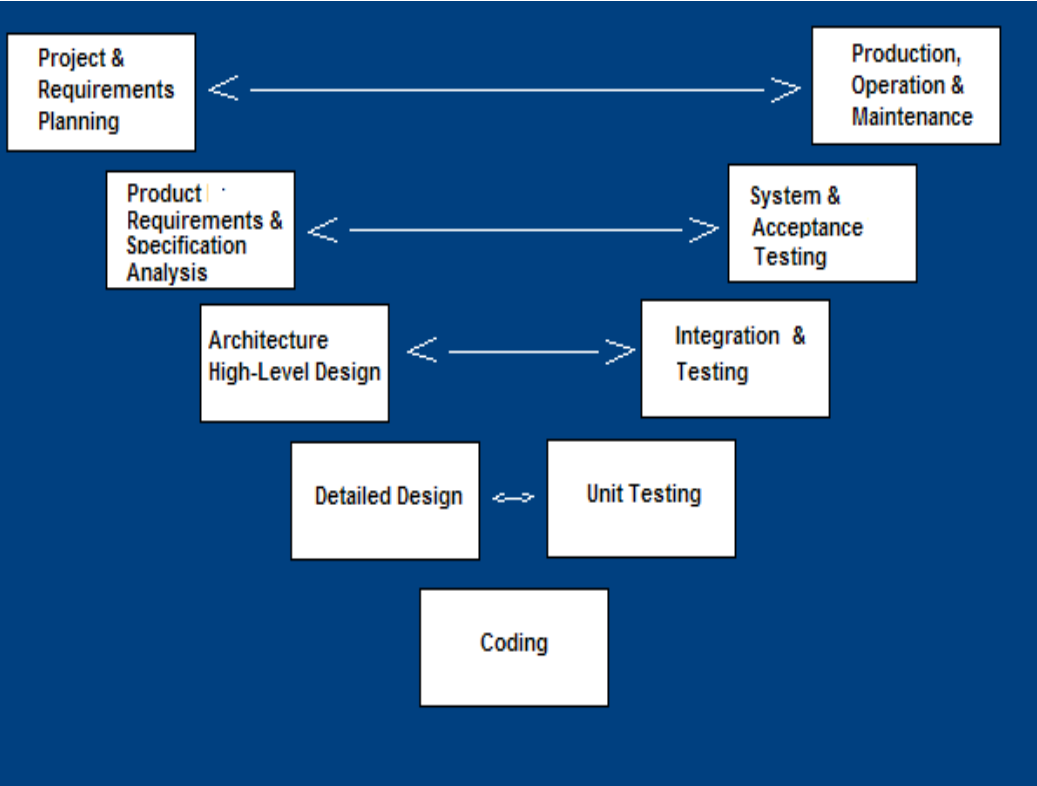 Project &
Requirements
Planning
Production,
Operation &
Maintenance
Product
Requirements &
Specification
Analysis
System &
Acceptance
Testing
Architecture
High-Level Design
Integration &
Testing
Detailed Design
Unit Testing
Coding